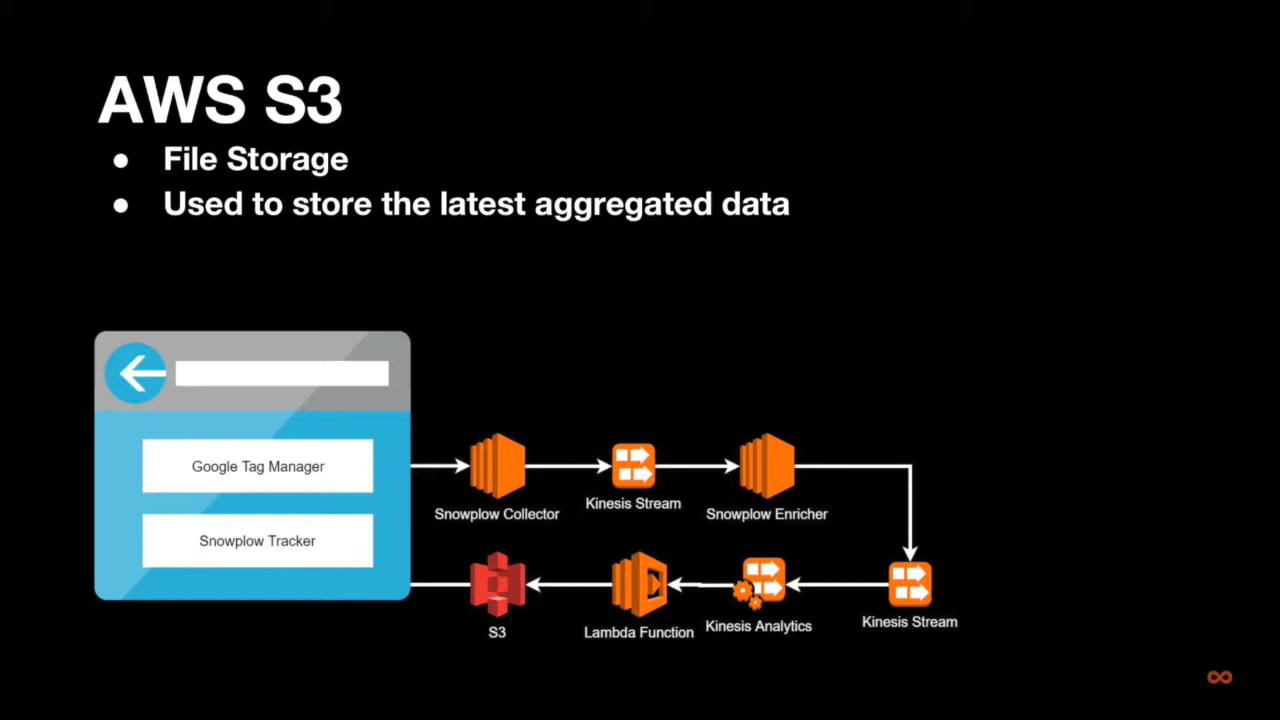 AWS S3
● File Storage
● Used to store the latest aggregated data
Google Tag Manager
Snowplow Collector
Kinesis Stream
Snowplow Enricher
Snowplow Tracker
S3
Lambda Function
Kinesis Analytics
Kinesis Stream